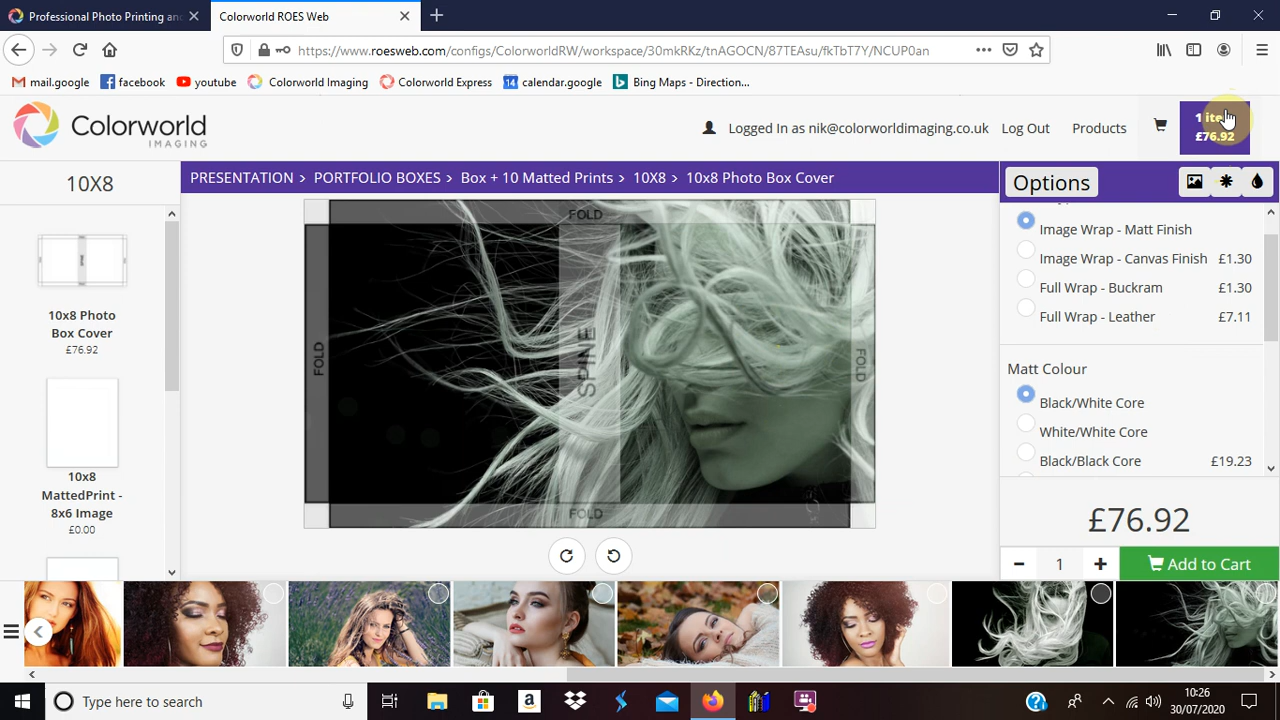 Professional Photo Printing an
Colorworld ROES Web
https://www.roesweb.com/configs/ColorworldRW/workspace/30mkRKz/tnAGOCN/87TEAsu/fkTbT7Y/NCUP0an
mail.google
facebook
youtube
Colorworld Imaging
Colorworld Express
14
calendar.google
Bing Maps - Direction...
Colorworld
IMAGING
Logged In as nik@colorworldimaging.co.uk
Log Out
Products
1 item
£76.92
10X8
PRESENTATION > PORTFOLIO BOXES > Box + 10 Matted Prints > 10X8 > 10x8 Photo Box Cover
Options
10x8 Photo
Box Cover
£76.92
10x8
MattedPrint -
8x6 Image
£0.00
FOLD
FOLD
SPINE
FOLD
FOLD
Image Wrap - Matt Finish
Image Wrap - Canvas Finish £1.30
Full Wrap - Buckram £1.30
Full Wrap - Leather £7.11
Matt Colour
Black/White Core
White/White Core
Black/Black Core £19.23
£76.92
− 1 +
Add to Cart
Type here to search
10:26
30/07/2020